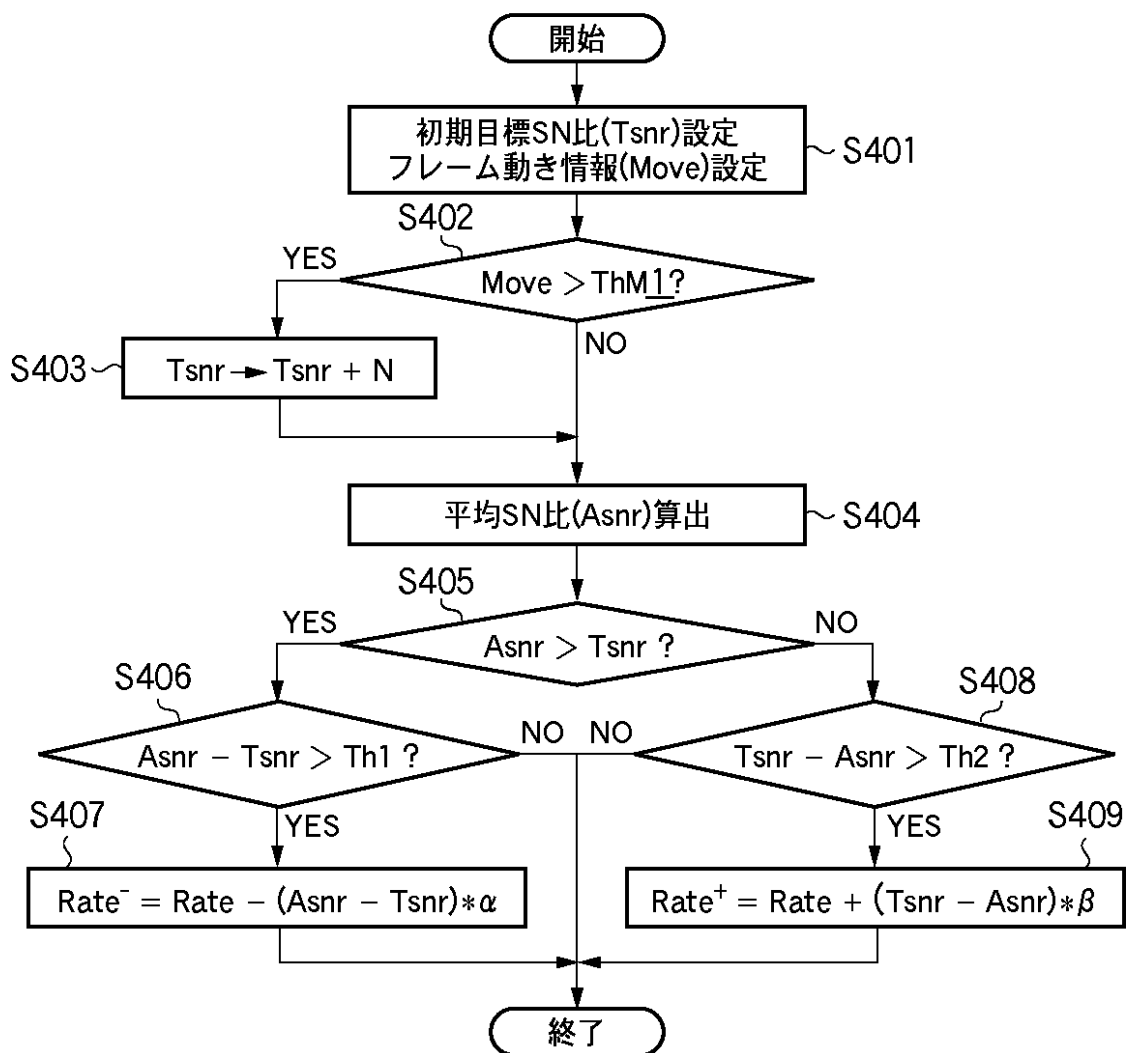 開始
初期目標SN比(Tsnr)設定
フレーム動き情報(Move)設定
S401
S402
YES
Move > ThM1?
NO
S403
Tsnr → Tsnr + N
平均SN比(Asnr)算出
S404
S405
YES
Asnr > Tsnr ?
NO
S406
Asnr − Tsnr > Th1 ?
NO
NO
S408
Tsnr − Asnr > Th2 ?
S407
YES
YES
S409
Rate⁻ = Rate − (Asnr − Tsnr)*α
Rate⁺ = Rate + (Tsnr − Asnr)*β
終了